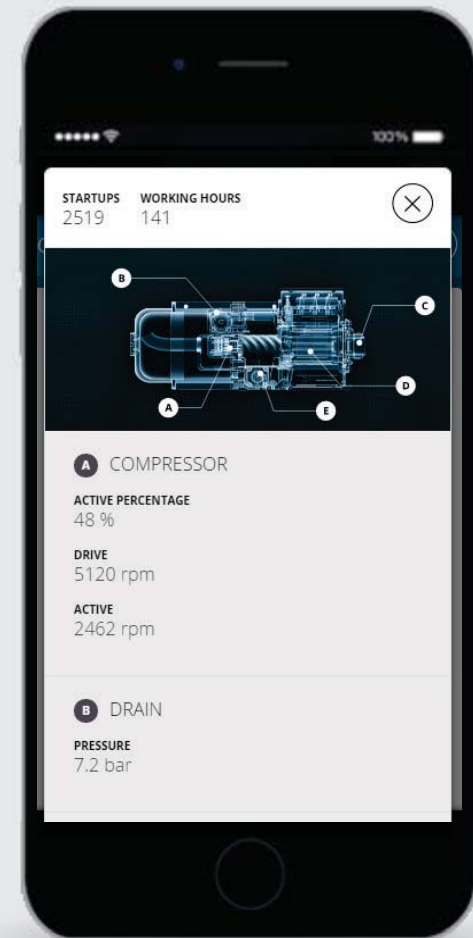 100%
STARTUPS WORKING HOURS
2519 141
B
C
D
A
E
A COMPRESSOR
ACTIVE PERCENTAGE
48 %
DRIVE
5120 rpm
ACTIVE
2462 rpm
B DRAIN
PRESSURE
7.2 bar